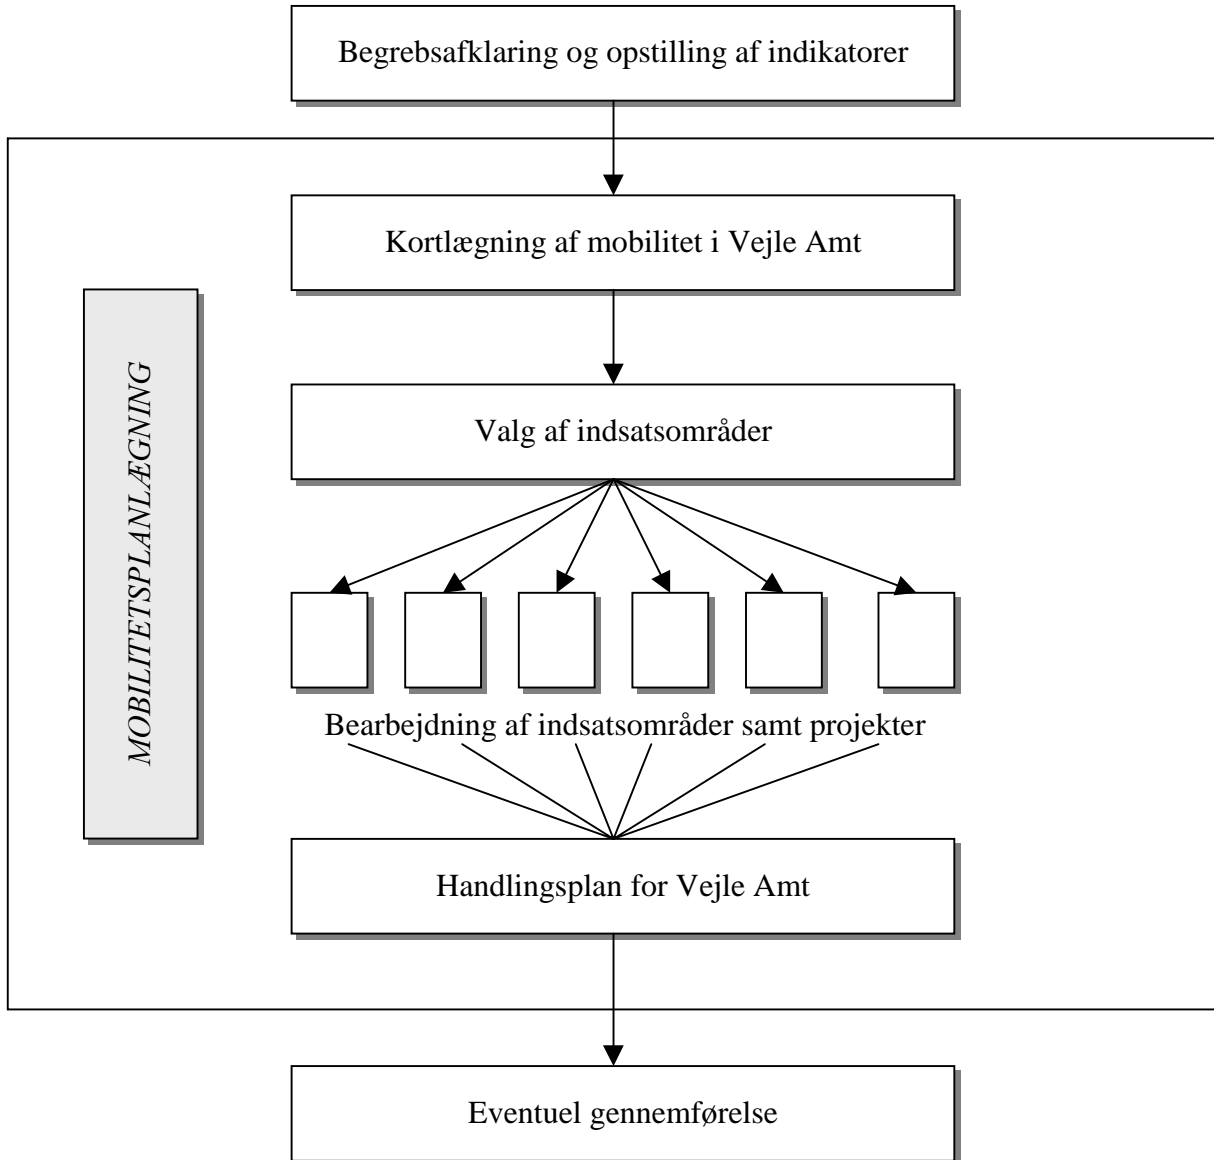 Begrebsafklaring og opstilling af indikatorer
Kortlægning af mobilitet i Vejle Amt
MOBILITETSPLANLÆGNING
Valg af indsatsområder
Bearbejdning af indsatsområder samt projekter
Handlingsplan for Vejle Amt
Eventuel gennemførelse